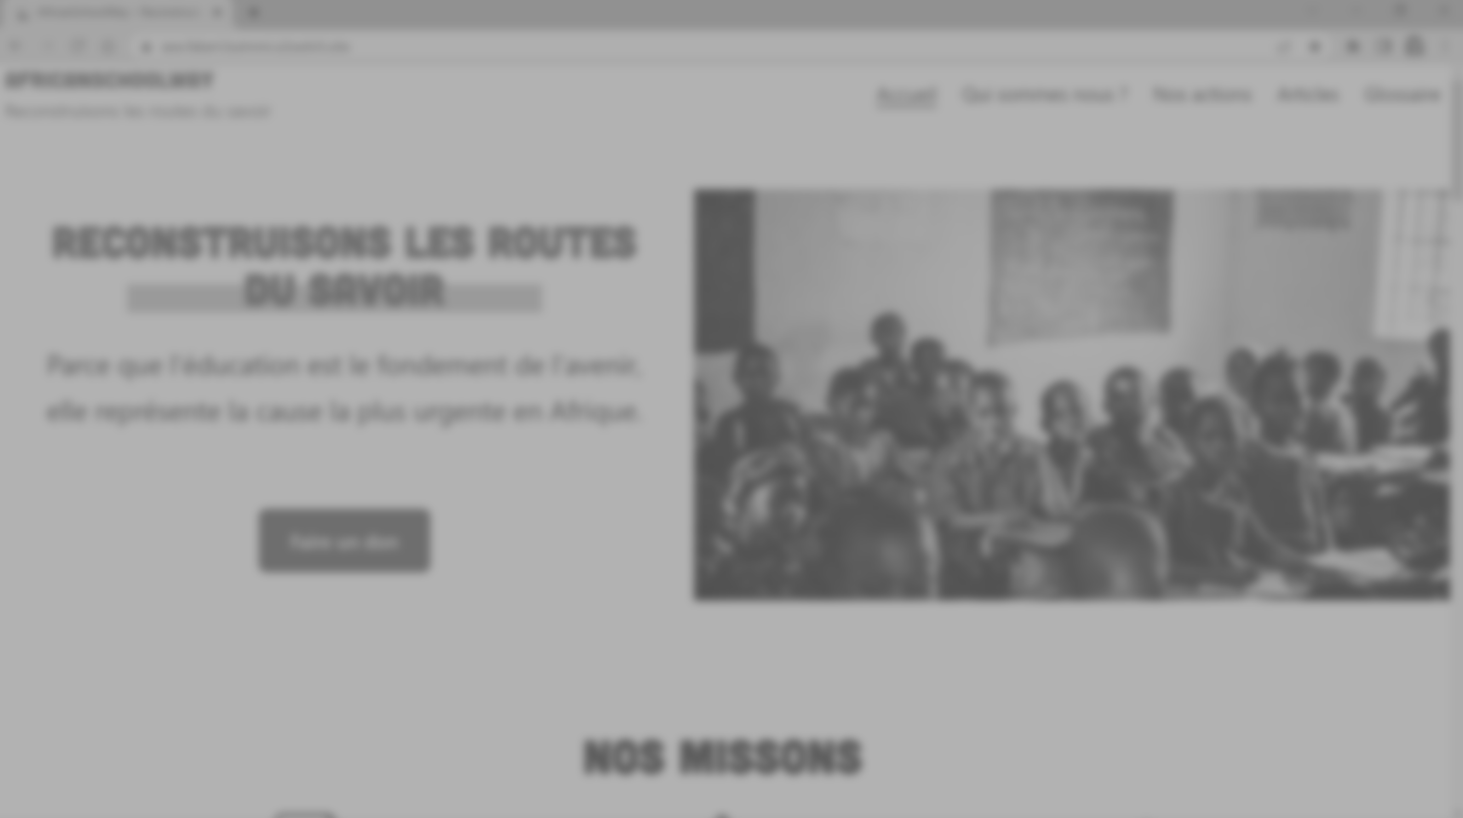 AFRICANSCHOOLWAY
Reconstruisons les routes du savoir
Accueil
Qui sommes nous ?
Nos actions
Articles
Glossaire
RECONSTRUISONS LES ROUTES
DU SAVOIR
Parce que l'éducation est le fondement de l'avenir,
elle représente la cause la plus urgente en Afrique.
Faire un don
NOS MISSONS